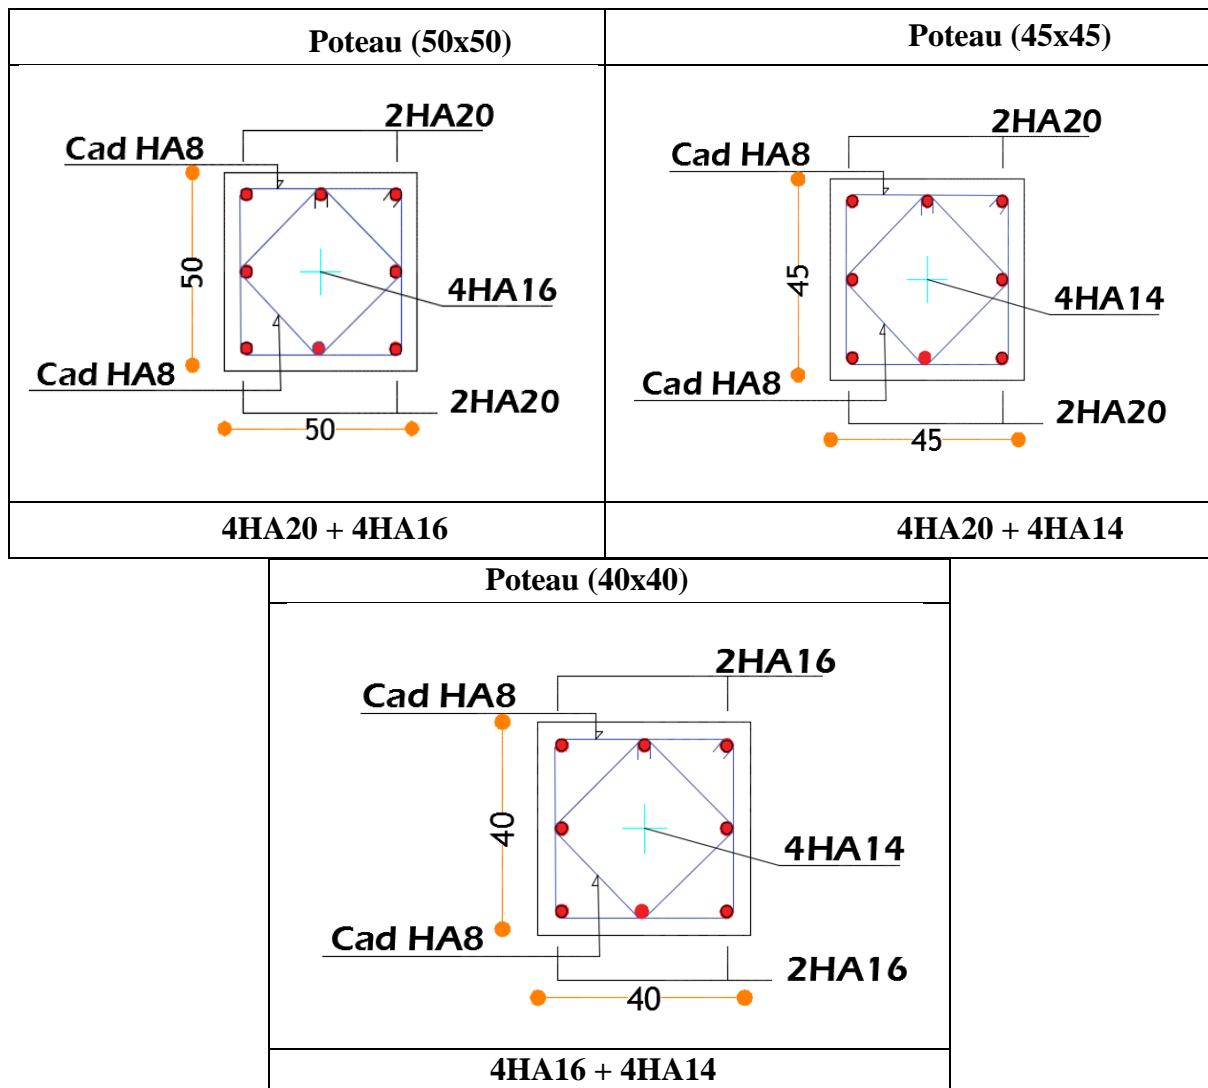 Poteau (50x50)
2HA20
Cad HA8
50
4HA16
Cad HA8
2HA20
50
4HA20 + 4HA16
Poteau (45x45)
2HA20
Cad HA8
45
4HA14
Cad HA8
2HA20
45
4HA20 + 4HA14
Poteau (40x40)
2HA16
Cad HA8
40
4HA14
Cad HA8
2HA16
40
4HA16 + 4HA14